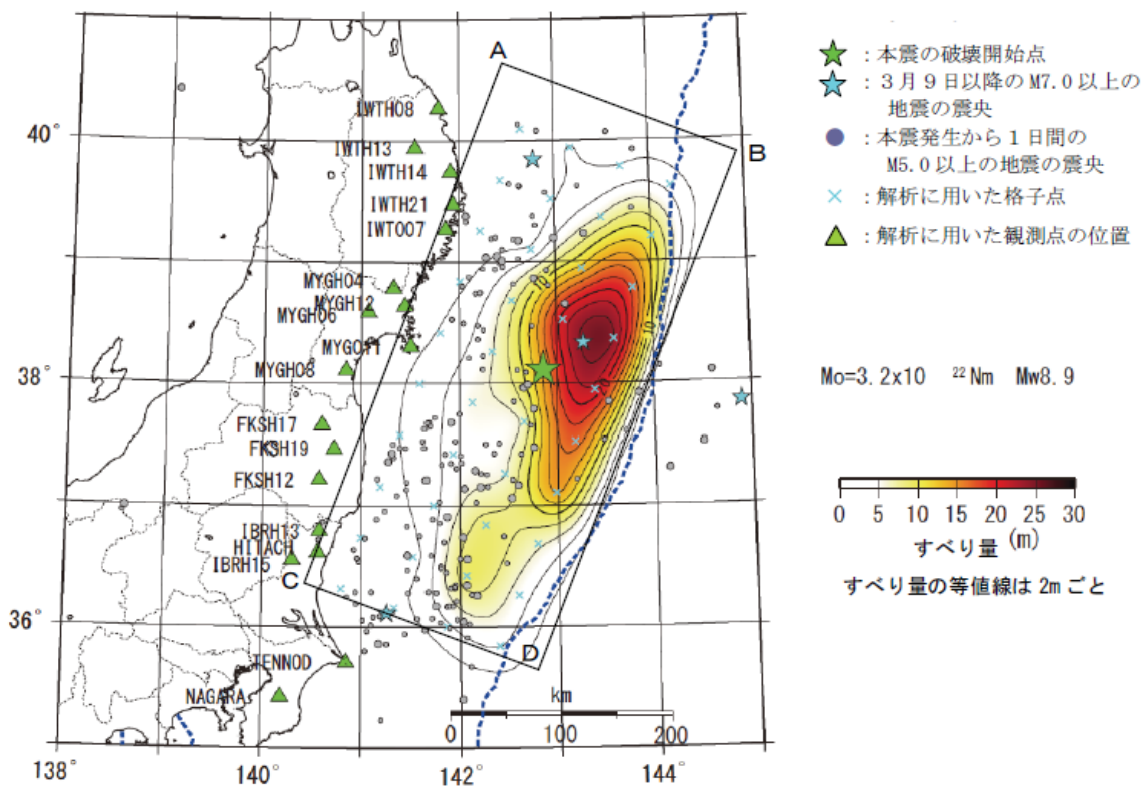 A
B
IWTH08
40°
IWTH13
IWTH14
IWTH21
IWT007
MYGH04
MYGH12
MYGH06
10
10
MYG011
38°
MYGH03
FKSH17
FKSH19
FKSH12
IBRH13
HITACH
IBRH15
C
36°
TENNOD
D
NAGARA
km
0 100 200
138° 140° 142° 144°
：本震の破壊開始点
：3月9日以降のM7.0以上の
地震の震央
：本震発生から1日間の
M5.0以上の地震の震央
：解析に用いた格子点
：解析に用いた観測点の位置
Mo=3.2x10 22 Nm Mw8.9
0 5 10 15 20 25 30
すべり量 (m)
すべり量の等値線は 2m ごと